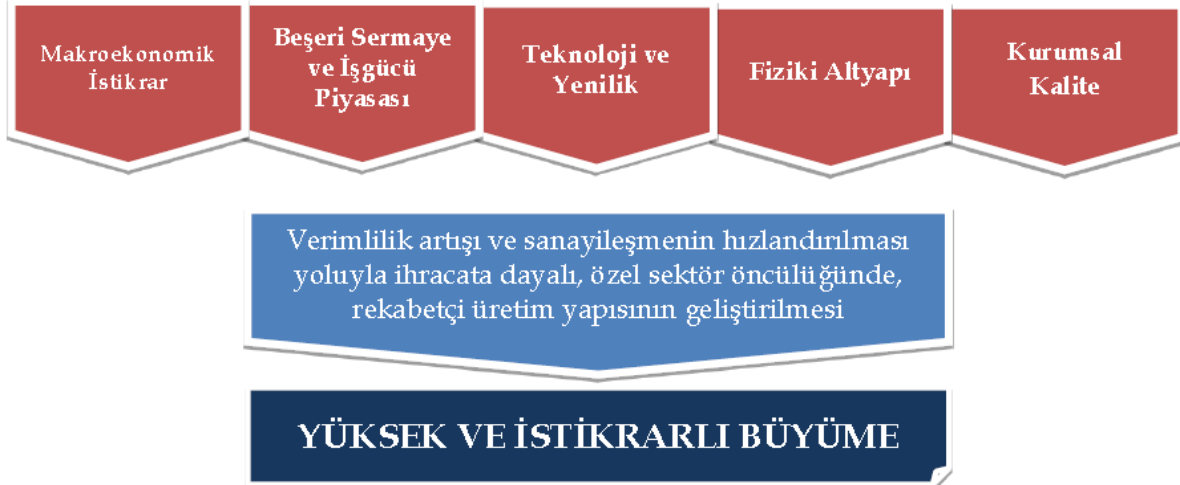 Makroekonomik
İstikrar
Beşeri Sermaye
ve İşgücü
Piyasası
Teknoloji ve
Yenilik
Fiziki Altyapı
Kurumsal
Kalite
Verimlilik artışı ve sanayileşmenin hızlandırılması
yoluyla ihracata dayalı, özel sektör öncülüğünde,
rekabetçi üretim yapısının geliştirilmesi
YÜKSEK VE İSTİKRARLI BÜYÜME